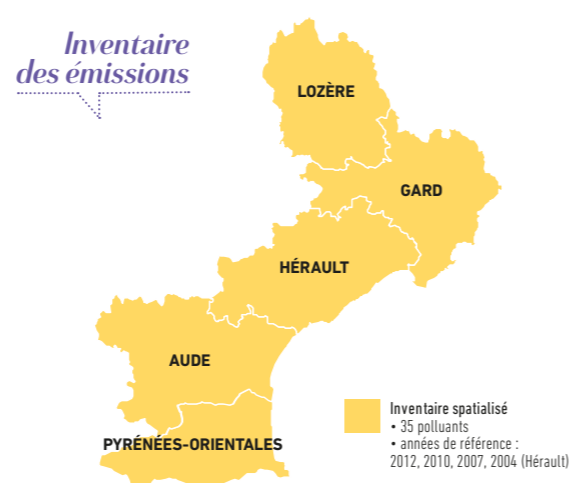 Inventaire
des émissions
LOZÈRE
GARD
HÉRAULT
AUDE
PYRÉNÉES-ORIENTALES
Inventaire spatialisé
• 35 polluants
• années de référence :
2012, 2010, 2007, 2004 (Hérault)